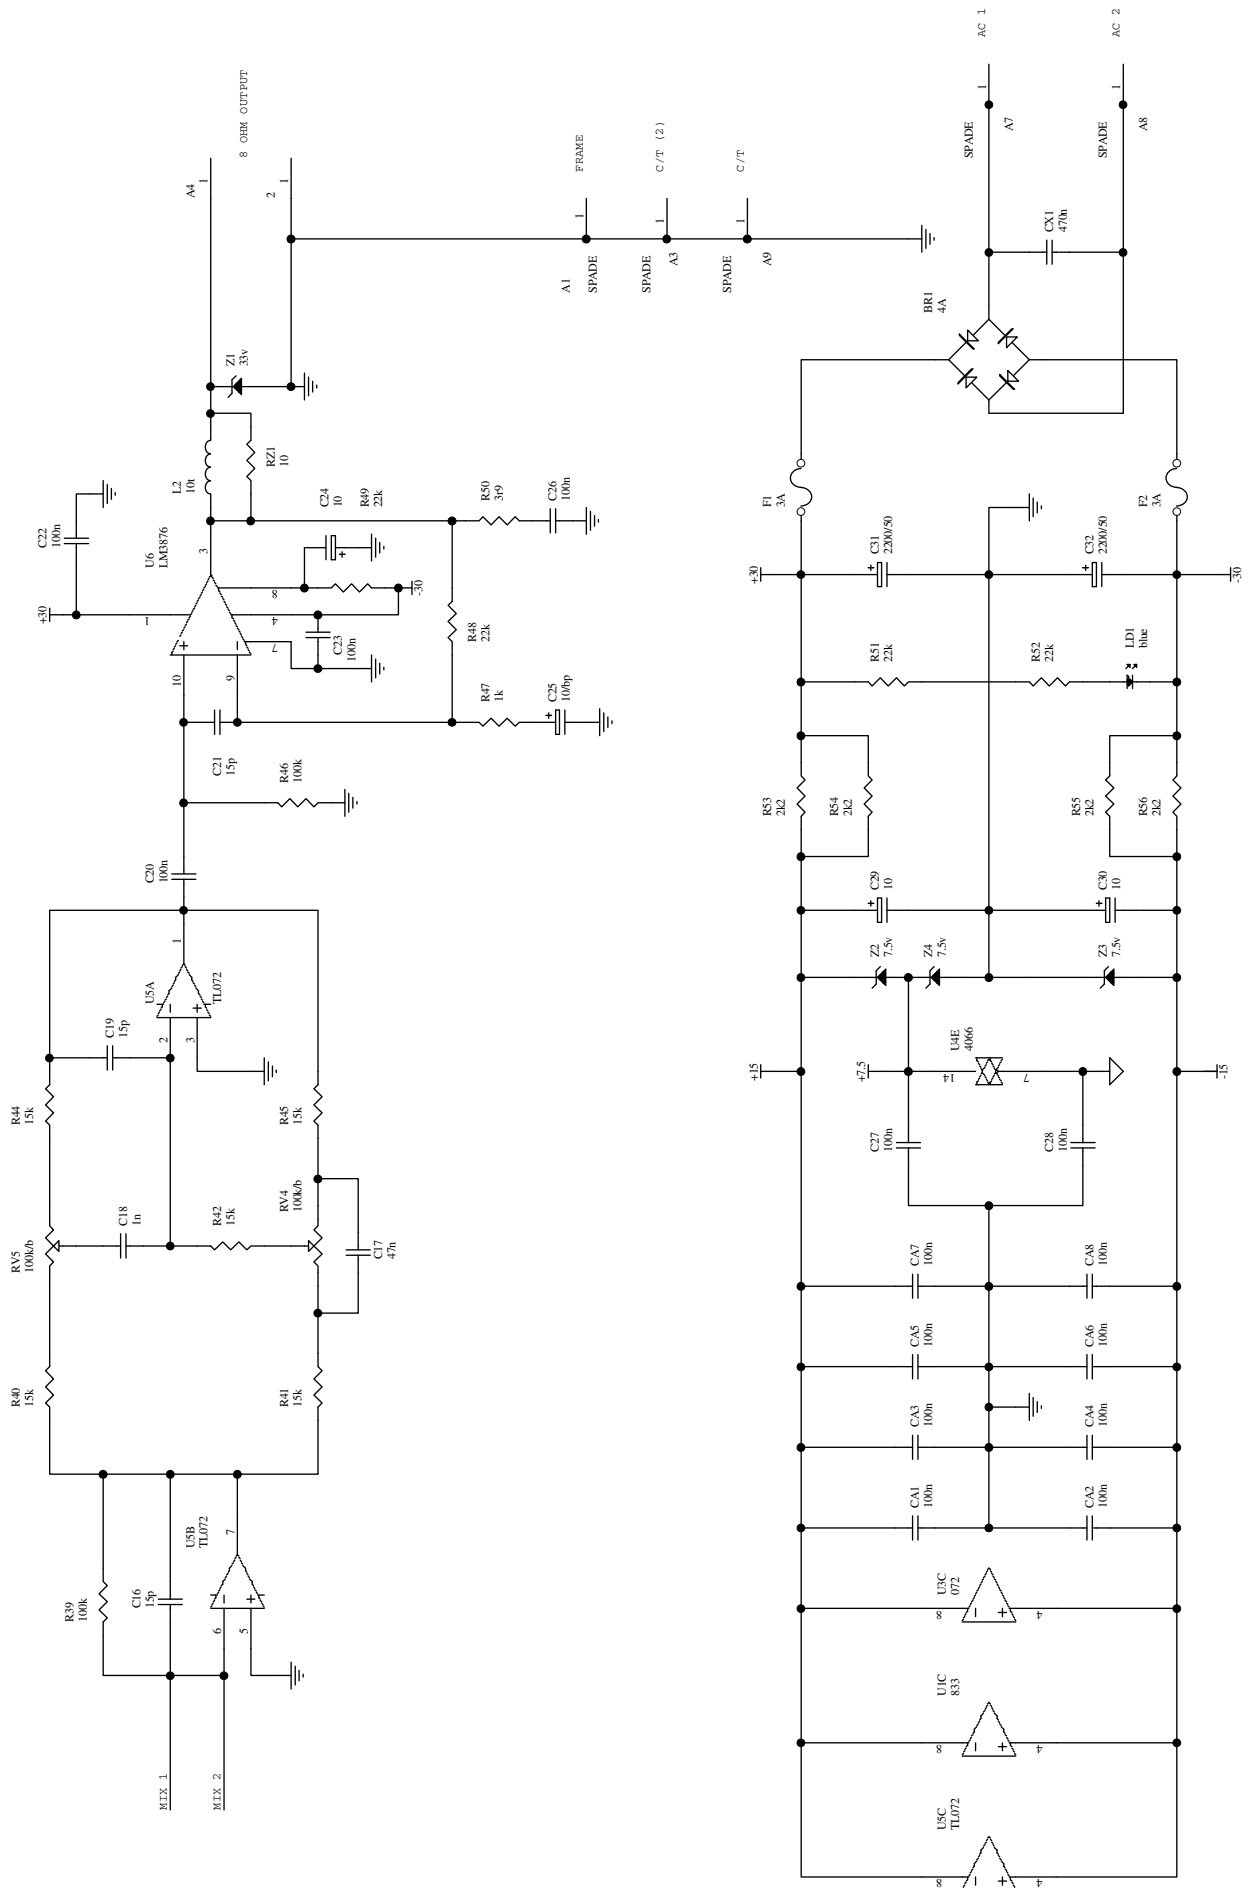 MIX 1
MIX 2
R39
100k
C16
15p
U5B
TL072
6
5
7
R40
15k
R41
15k
RV5
100k/b
C18
1n
R42
15k
RV4
100k/b
C17
47n
R44
15k
R45
15k
C19
15p
U5A
TL072
2
3
1
C20
100n
R46
100k
C21
15p
10
9
U6
LM3876
+30
C22
100n
1
3
8
4
7
C23
100n
C24
10
R49
22k
-30
R47
1k
C25
10/bp
R48
22k
R50
3r9
C26
100n
L2
10t
RZ1
10
Z1
33v
A4
1
8 OHM OUTPUT
2
1
FRAME
1
A1
SPADE
C/T (2)
1
SPADE
A3
C/T
1
SPADE
A9
U5C
TL072
8
4
U1C
833
8
4
U3C
072
8
4
CA1
100n
CA2
100n
CA3
100n
CA4
100n
CA5
100n
CA6
100n
CA7
100n
CA8
100n
C27
100n
C28
100n
+15
+7.5
14
7
U4E
4066
-15
Z2
7.5v
Z4
7.5v
Z3
7.5v
C29
10
C30
10
R53
2k2
R54
2k2
R55
2k2
R56
2k2
R51
22k
R52
22k
LD1
blue
+30
C31
2200/50
C32
2200/50
-30
F1
3A
F2
3A
BR1
4A
CX1
470n
SPADE
A7
1
AC 1
SPADE
A8
1
AC 2